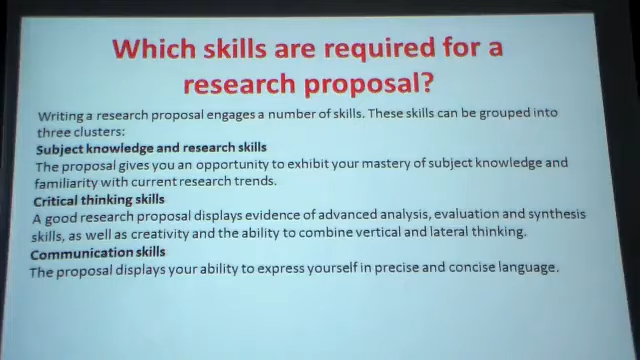 Which skills are required for a
research proposal?
Writing a research proposal engages a number of skills. These skills can be grouped into
three clusters:
Subject knowledge and research skills
The proposal gives you an opportunity to exhibit your mastery of subject knowledge and
familiarity with current research trends.
Critical thinking skills
A good research proposal displays evidence of advanced analysis, evaluation and synthesis
skills, as well as creativity and the ability to combine vertical and lateral thinking.
Communication skills
The proposal displays your ability to express yourself in precise and concise language.